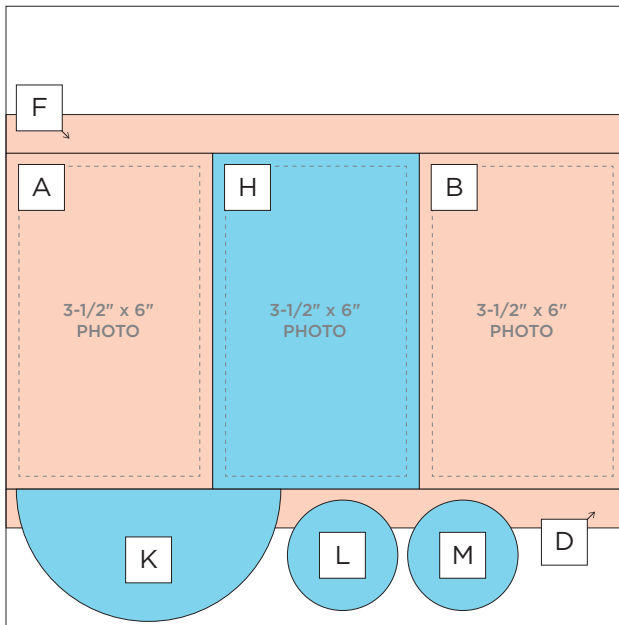 F
A
H
B
3-1/2" x 6"
PHOTO
3-1/2" x 6"
PHOTO
3-1/2" x 6"
PHOTO
K
L
M
D